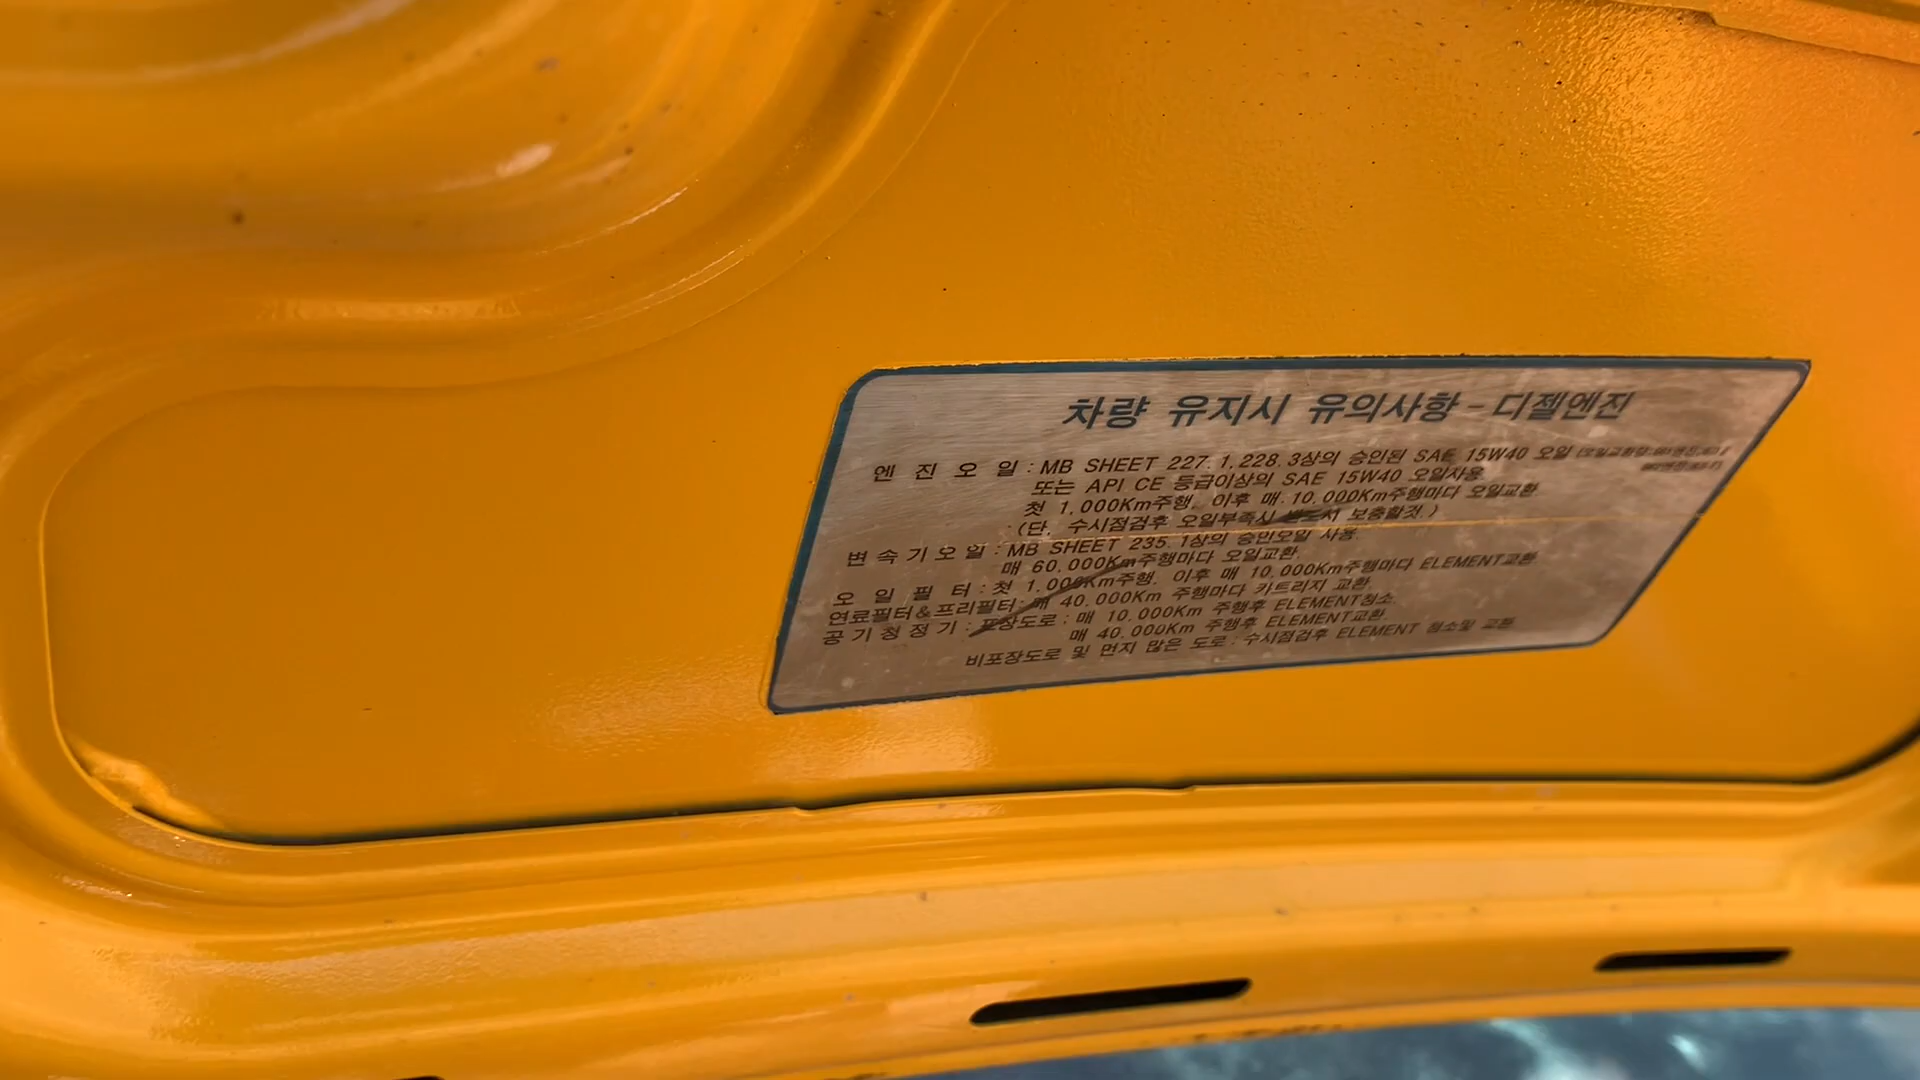 차량 유지시 유의사항-디젤엔진
엔진오일: MB SHEET 227.1,228.3상의 승인된 SAE 15W40 오일
또는 API CE 등급이상의 SAE 15W40 오일사용
첫 1,000Km주행, 이후 매 10,000Km주행마다 오일교환
(단, 수시점검후 오일부족시 반드시 보충할것.)
변속기오일: MB SHEET 235.1상의 승인오일 사용
매 60,000Km주행마다 오일교환.
오일필터: 첫 1,000Km주행, 이후 매 10,000Km주행마다 ELEMENT교환
연료필터&프리필터: 매 40,000Km 주행마다 카트리지 교환
공기청정기: 포장도로: 매 10,000Km 주행후 ELEMENT청소.
매 40,000Km 주행후 ELEMENT교환.
비포장도로 및 먼지 많은 도로: 수시점검후 ELEMENT 청소및 교환